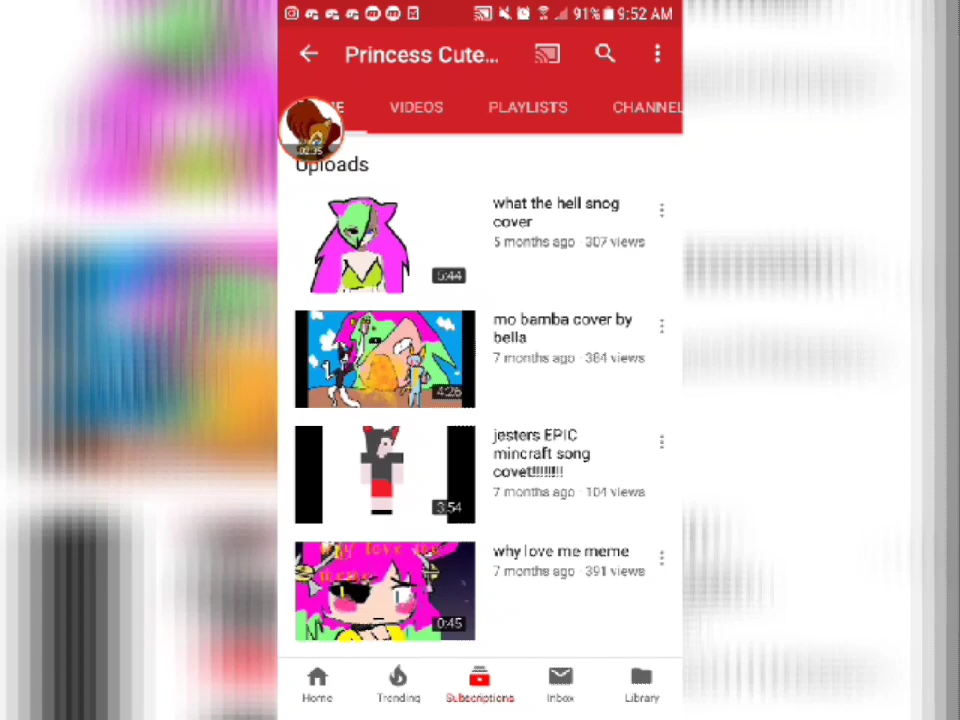 91% 9:52 AM
Princess Cute...
VIDEOS PLAYLISTS CHANNEL
Uploads
what the hell snog
cover
5 months ago · 307 views
5:44
mo bamba cover by
bella
7 months ago · 384 views
4:26
jesters EPIC
mincraft song
covet!!!!!!!!!
7 months ago · 104 views
3:54
why love me meme
7 months ago · 391 views
0:45
Home Trending Subscriptions Inbox Library